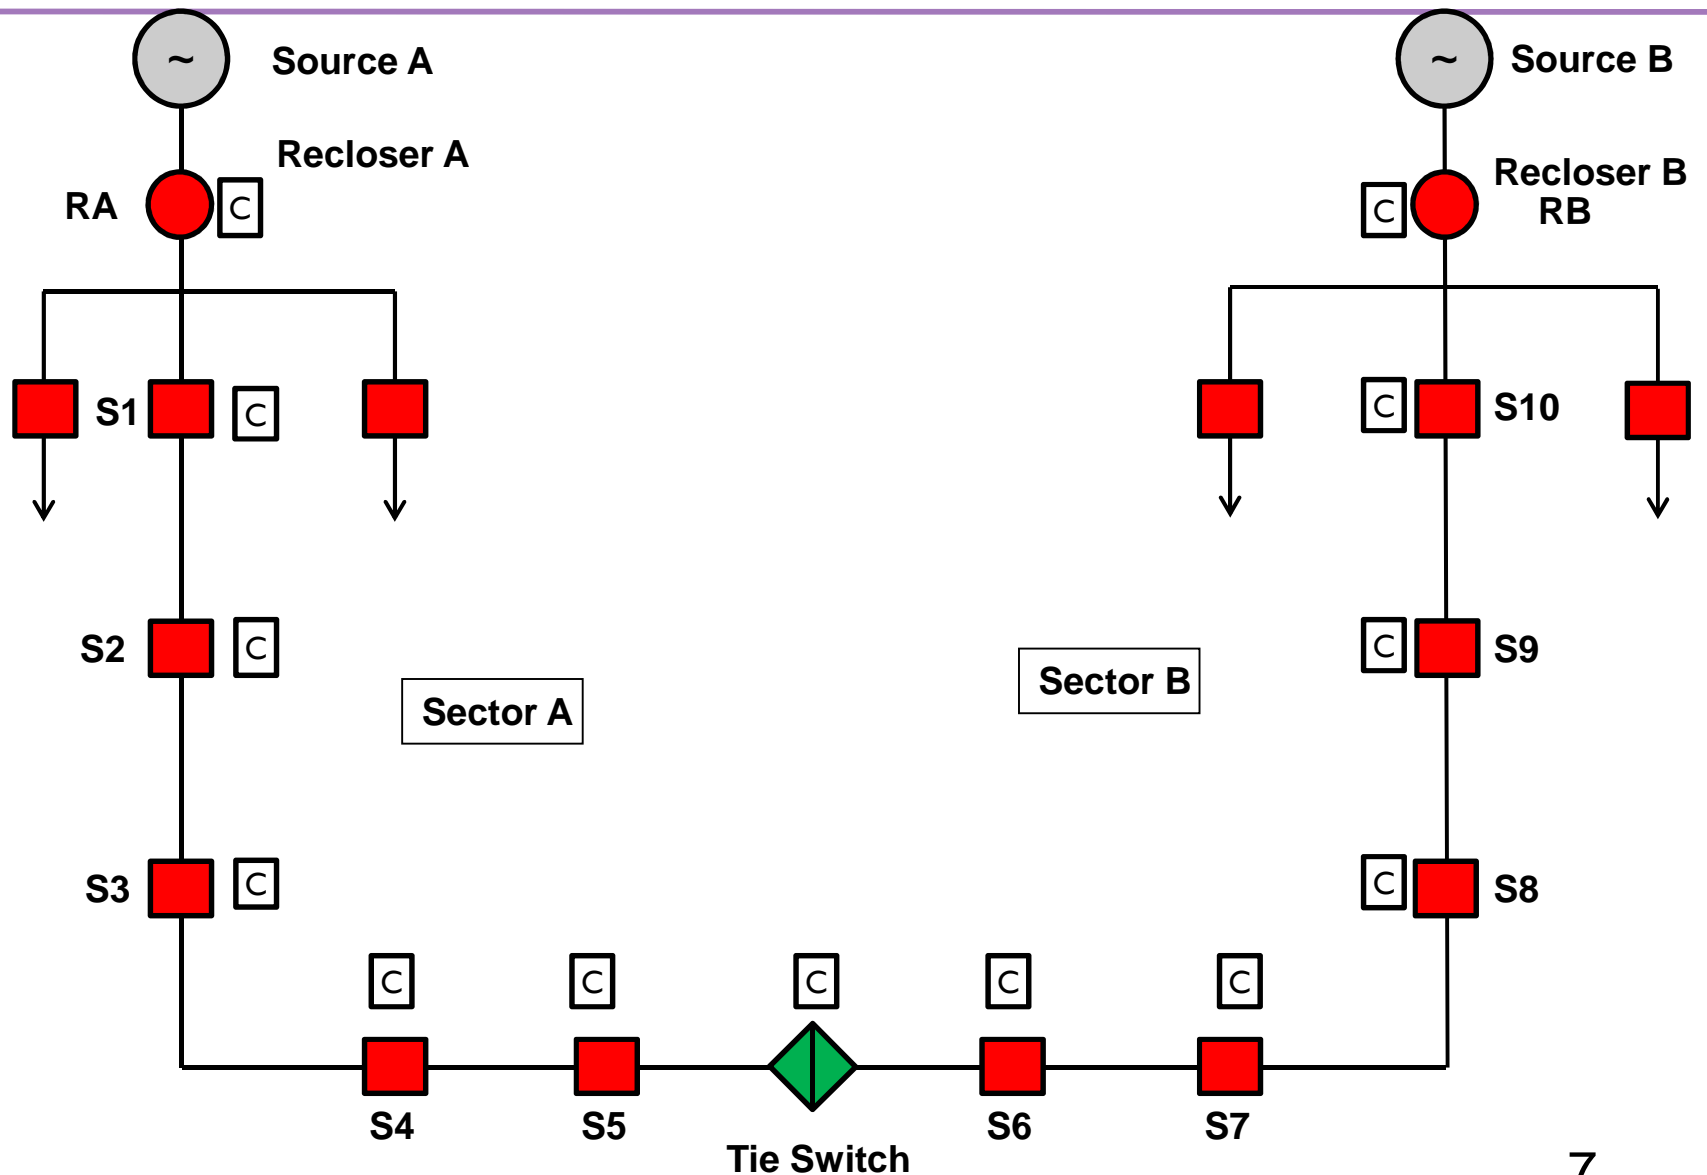 ~ Source A
~ Source B
Recloser A
RA C
Recloser B
C RB
S1 C
C S10
S2 C
C S9
Sector A
Sector B
S3 C
C S8
C C C C C
S4 S5 S6 S7
Tie Switch
7